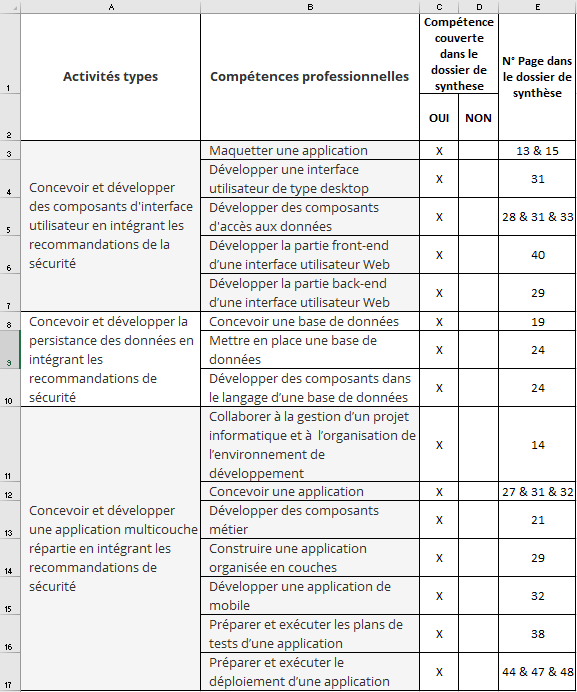 A B C D E
1 Activités types Compétences professionnelles Compétence couverte dans le dossier de synthese N° Page dans le dossier de synthèse
2 OUI NON
Concevoir et développer
des composants d'interface
utilisateur en intégrant les
recommandations de la
sécurité
3 Maquetter une application X 13 & 15
4 Développer une interface
utilisateur de type desktop X 31
5 Développer des composants
d'accès aux données X 28 & 31 & 33
6 Développer la partie front-end
d'une interface utilisateur Web X 40
7 Développer la partie back-end
d'une interface utilisateur Web X 29
Concevoir et développer la
persistance des données en
intégrant les
recommandations de
sécurité
8 Concevoir une base de données X 19
9 Mettre en place une base de
données X 24
10 Développer des composants dans
le langage d'une base de données X 24
Concevoir et développer
une application multicouche
répartie en intégrant les
recommandations de
sécurité
11 Collaborer à la gestion d'un projet
informatique et à l'organisation de
l'environnement de
développement X 14
12 Concevoir une application X 27 & 31 & 32
13 Développer des composants
métier X 21
14 Construire une application
organisée en couches X 29
15 Développer une application de
mobile X 32
16 Préparer et exécuter les plans de
tests d'une application X 38
17 Préparer et exécuter le
déploiement d'une application X 44 & 47 & 48